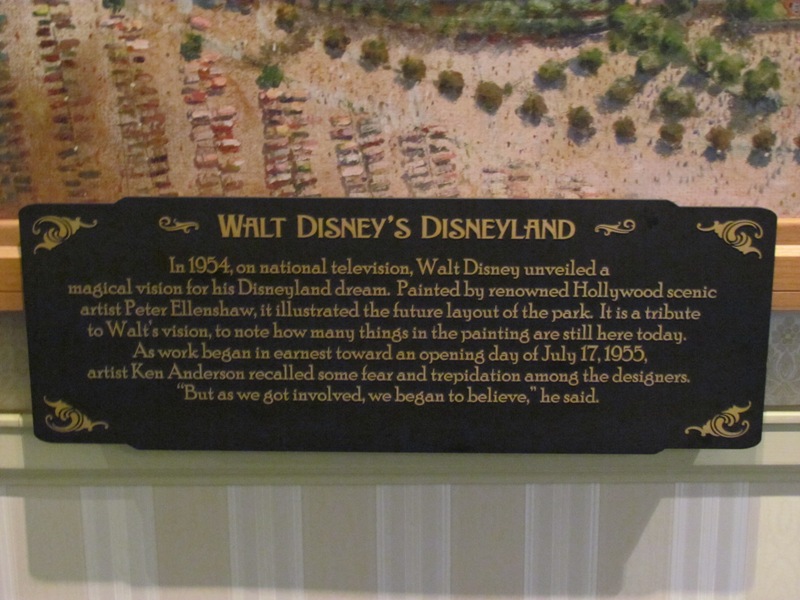 WALT DISNEY'S DISNEYLAND
In 1954, on national television, Walt Disney unveiled a
magical vision for his Disneyland dream. Painted by renowned Hollywood scenic
artist Peter Ellenshaw, it illustrated the future layout of the park. It is a tribute
to Walt's vision, to note how many things in the painting are still here today.
As work began in earnest toward an opening day of July 17, 1955,
artist Ken Anderson recalled some fear and trepidation among the designers.
"But as we got involved, we began to believe," he said.